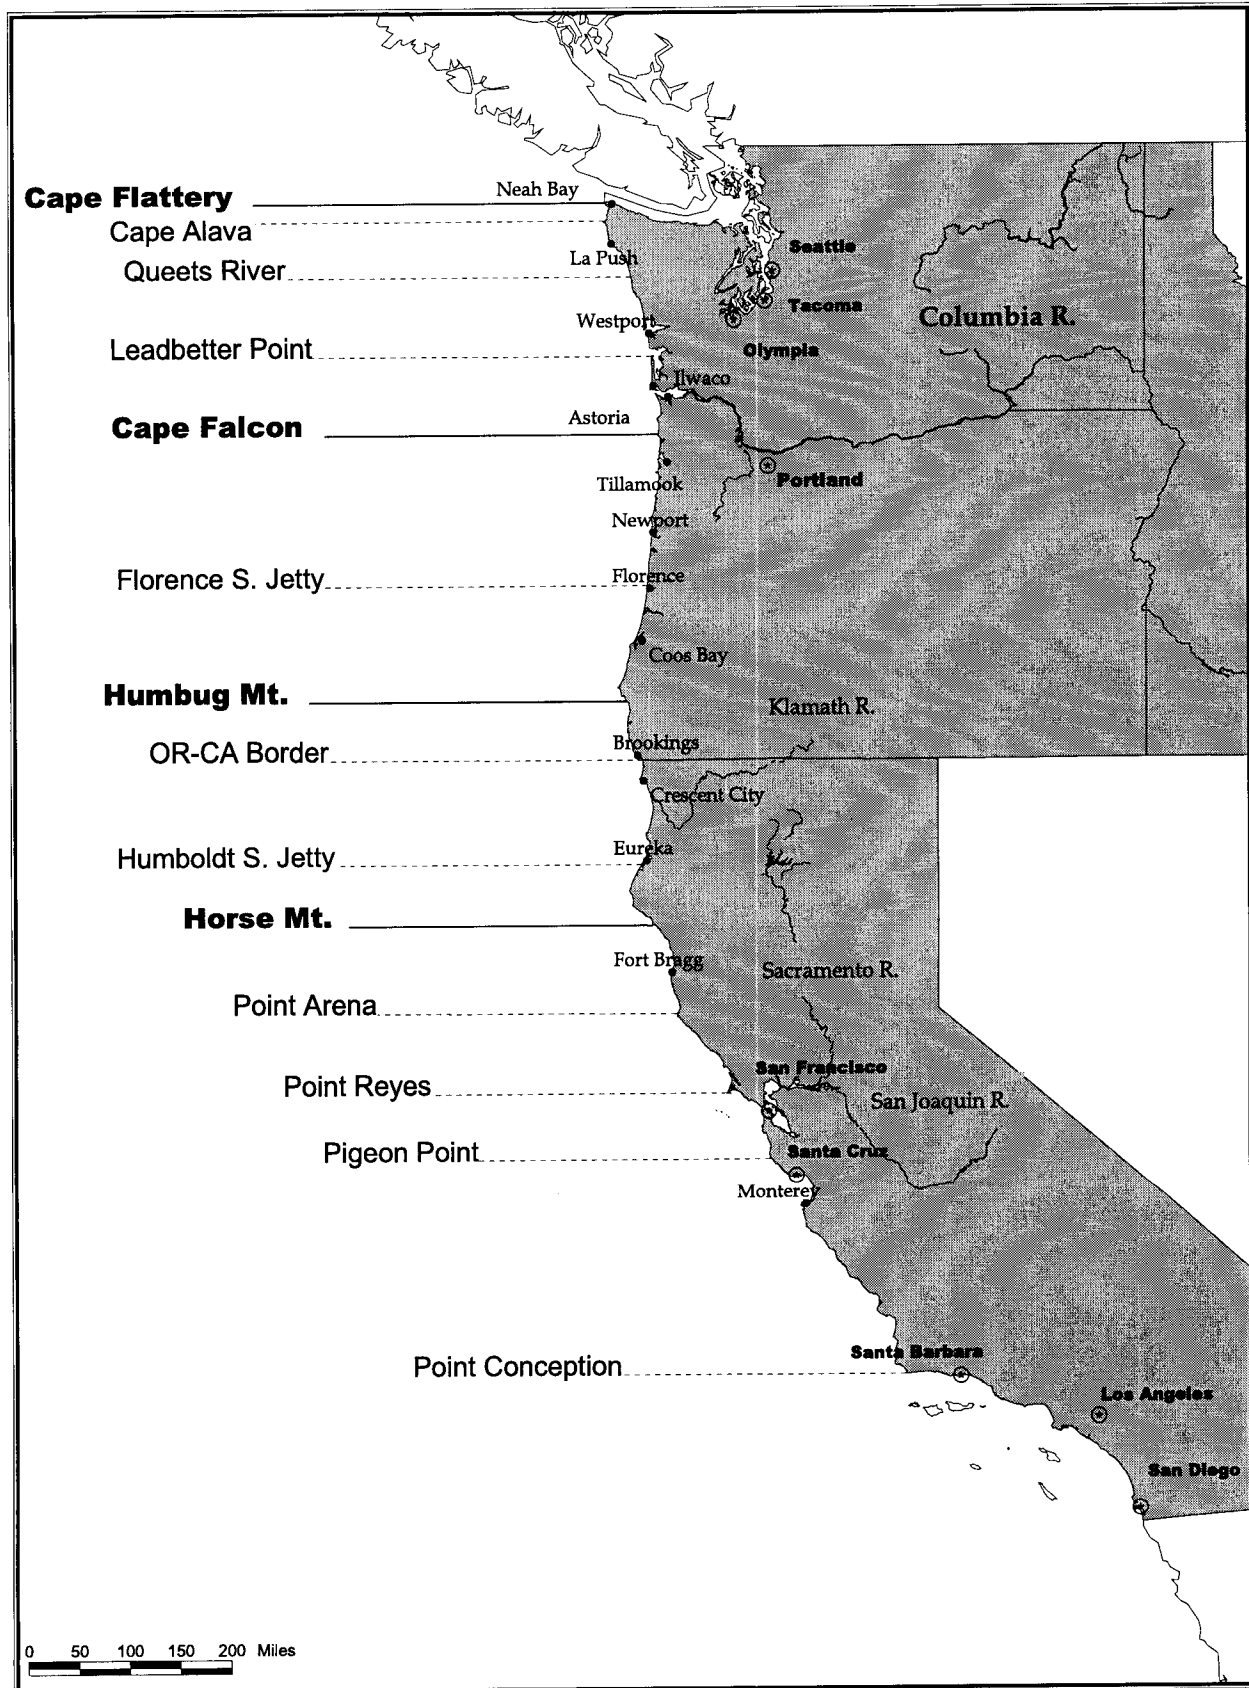 Neah Bay
Cape Flattery
Cape Alava
Seattle
La Push
Queets River
Tacoma
Columbia R.
Westport
Olympia
Leadbetter Point
Ilwaco
Astoria
Cape Falcon
Portland
Tillamook
Newport
Florence S. Jetty
Florence
Coos Bay
Humbug Mt.
Klamath R.
Brookings
OR-CA Border
Crescent City
Eureka
Humboldt S. Jetty
Horse Mt.
Fort Bragg
Sacramento R.
Point Arena
San Francisco
Point Reyes
San Joaquin R.
Pigeon Point
Santa Cruz
Monterey
Santa Barbara
Point Conception
Los Angeles
San Diego
0 50 100 150 200 Miles